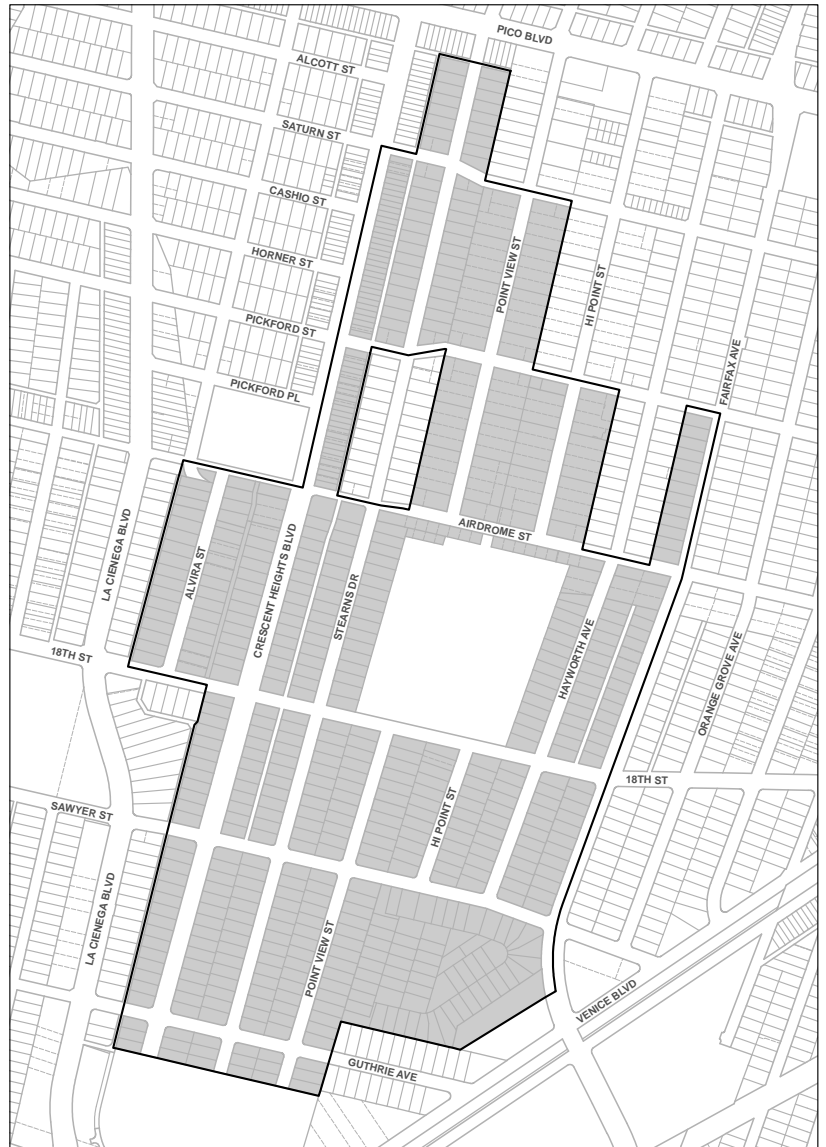 PICO BLVD
ALCOTT ST
SATURN ST
CASHIO ST
HORNER ST
POINT VIEW ST
HI POINT ST
PICKFORD ST
FAIRFAX AVE
PICKFORD PL
LA CIENEGA BLVD
AIRDROME ST
ALVIRA ST
CRESCENT HEIGHTS BLVD
STEARNS DR
HAYWORTH AVE
ORANGE GROVE AVE
18TH ST
18TH ST
SAWYER ST
HI POINT ST
LA CIENEGA BLVD
POINT VIEW ST
VENICE BLVD
GUTHRIE AVE